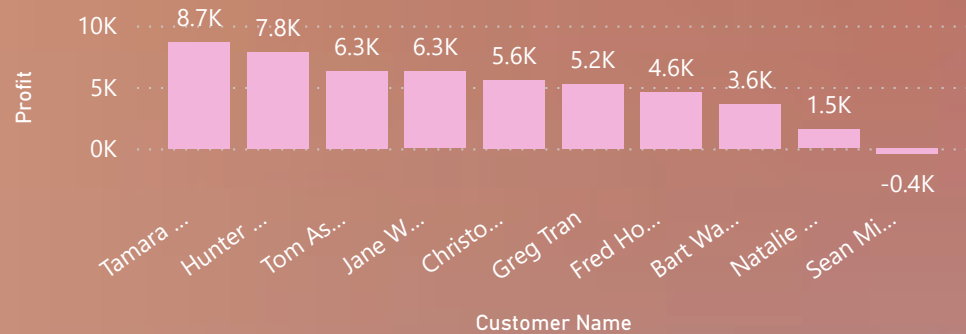 Profit
10K
5K
0K
8.7K
7.8K
6.3K
6.3K
5.6K
5.2K
4.6K
3.6K
1.5K
-0.4K
Tamara ...
Hunter ...
Tom As...
Jane W...
Christo...
Greg Tran
Fred Ho...
Bart Wa...
Natalie ...
Sean Mi...
Customer Name